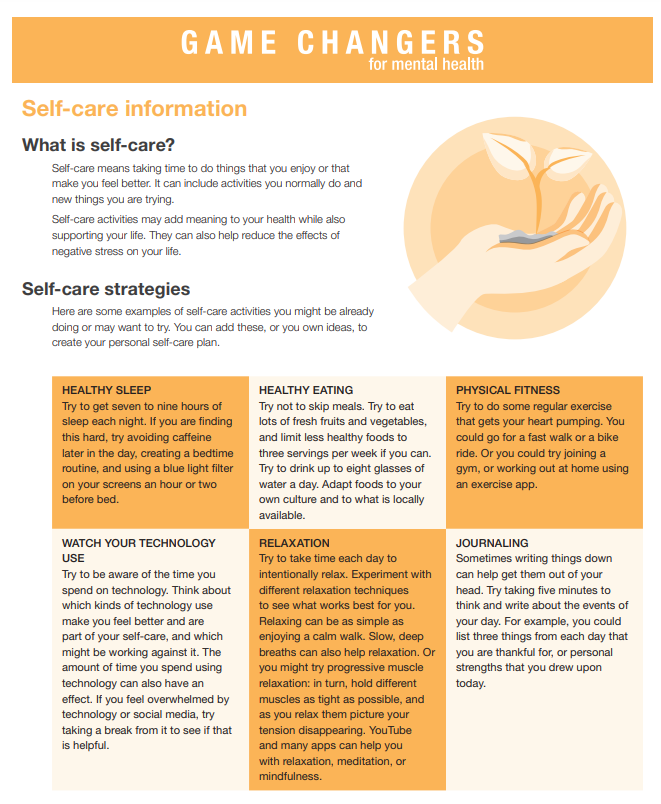 GAME CHANGERS
for mental health
Self-care information
What is self-care?
Self-care means taking time to do things that you enjoy or that
make you feel better. It can include activities you normally do and
new things you are trying.
Self-care activities may add meaning to your health while also
supporting your life. They can also help reduce the effects of
negative stress on your life.
Self-care strategies
Here are some examples of self-care activities you might be already
doing or may want to try. You can add these, or you own ideas, to
create your personal self-care plan.
HEALTHY SLEEP
Try to get seven to nine hours of
sleep each night. If you are finding
this hard, try avoiding caffeine
later in the day, creating a bedtime
routine, and using a blue light filter
on your screens an hour or two
before bed.
HEALTHY EATING
Try not to skip meals. Try to eat
lots of fresh fruits and vegetables,
and limit less healthy foods to
three servings per week if you can.
Try to drink up to eight glasses of
water a day. Adapt foods to your
own culture and to what is locally
available.
PHYSICAL FITNESS
Try to do some regular exercise
that gets your heart pumping. You
could go for a fast walk or a bike
ride. Or you could try joining a
gym, or working out at home using
an exercise app.
WATCH YOUR TECHNOLOGY
USE
Try to be aware of the time you
spend on technology. Think about
which kinds of technology use
make you feel better and are
part of your self-care, and which
might be working against it. The
amount of time you spend using
technology can also have an
effect. If you feel overwhelmed by
technology or social media, try
taking a break from it to see if that
is helpful.
RELAXATION
Try to take time each day to
intentionally relax. Experiment with
different relaxation techniques
to see what works best for you.
Relaxing can be as simple as
enjoying a calm walk. Slow, deep
breaths can also help relaxation. Or
you might try progressive muscle
relaxation: in turn, hold different
muscles as tight as possible, and
as you relax them picture your
tension disappearing. YouTube
and many apps can help you
with relaxation, meditation, or
mindfulness.
JOURNALING
Sometimes writing things down
can help get them out of your
head. Try taking five minutes to
think and write about the events of
your day. For example, you could
list three things from each day that
you are thankful for, or personal
strengths that you drew upon
today.